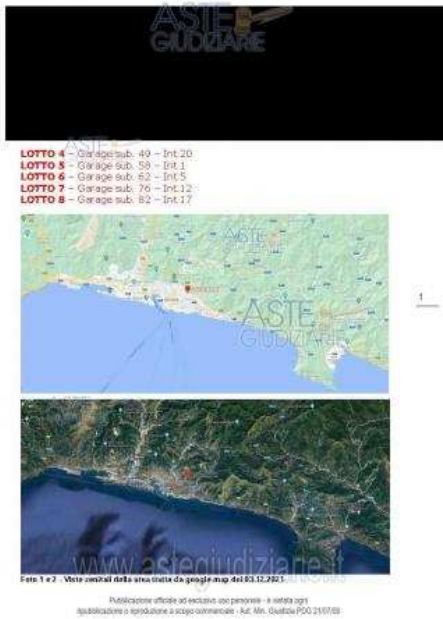 ASTE
GIUDIZIARIE
LOTTO 4 – Garage sub. 49 – Int.20
LOTTO 5 – Garage sub. 58 – Int.1
LOTTO 6 – Garage sub. 62 – Int.5
LOTTO 7 – Garage sub. 76 – Int.12
LOTTO 8 – Garage sub. 82 – Int.17
ASTE
ASTE
ASTE
GIUDIZIARIE
1
www.astegiudiziarie.it
Foto 1 e 2 - Viste zenitali della area tratte da google map del 03.12.2021
Pubblicazione ufficiale ad esclusivo uso personale - è vietata ogni
ripubblicazione o riproduzione a scopo commerciale - Aut. Min. Giustizia PDG 21/07/09